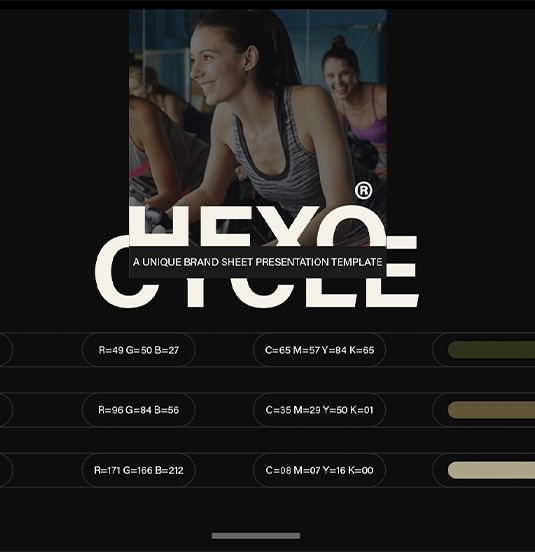 ®
HEXO
A UNIQUE BRAND SHEET PRESENTATION TEMPLATE
CYCLE
R=49 G=50 B=27
C=65 M=57 Y=84 K=65
R=96 G=84 B=56
C=35 M=29 Y=50 K=01
R=171 G=166 B=212
C=08 M=07 Y=16 K=00